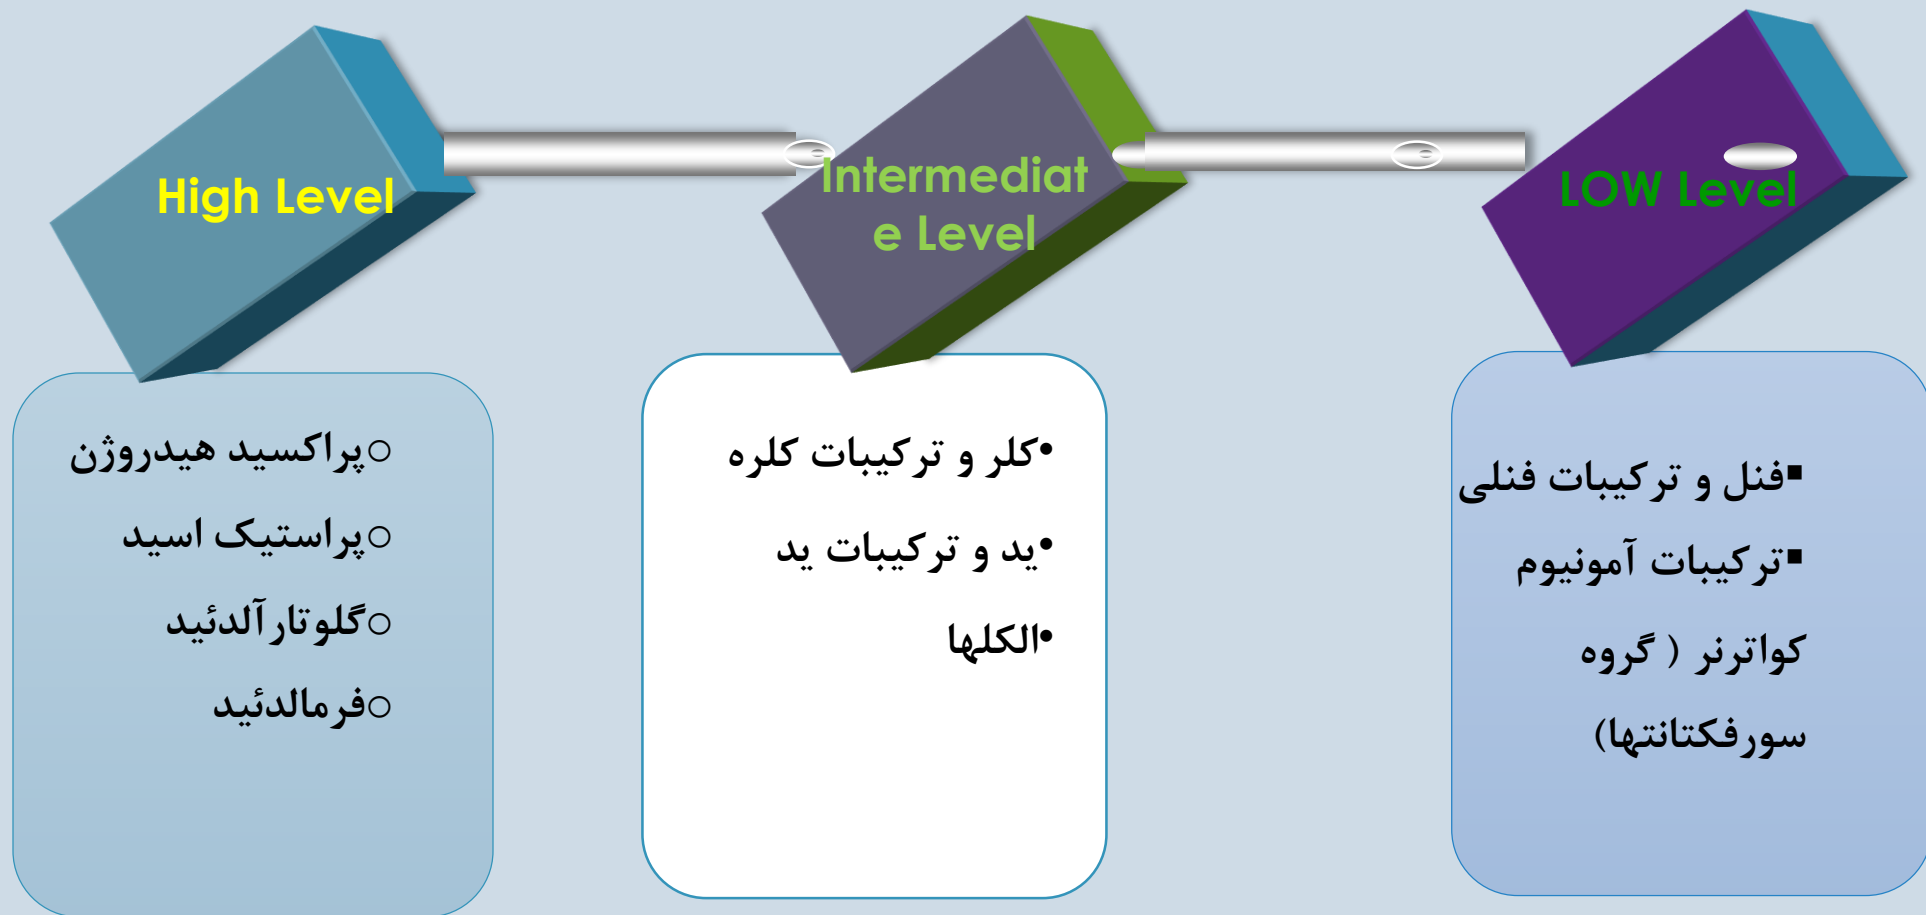 High Level
Intermediat
e Level
LOW Level
○پراکسید هیدروژن
○پراستیک اسید
○گلوتارآلدئید
○فرمالدئید
•کلر و ترکیبات کلره
•ید و ترکیبات ید
•الکلها
▪فنل و ترکیبات فنلی
▪ترکیبات آمونیوم
کواترنر ( گروه
سورفکتانتها)